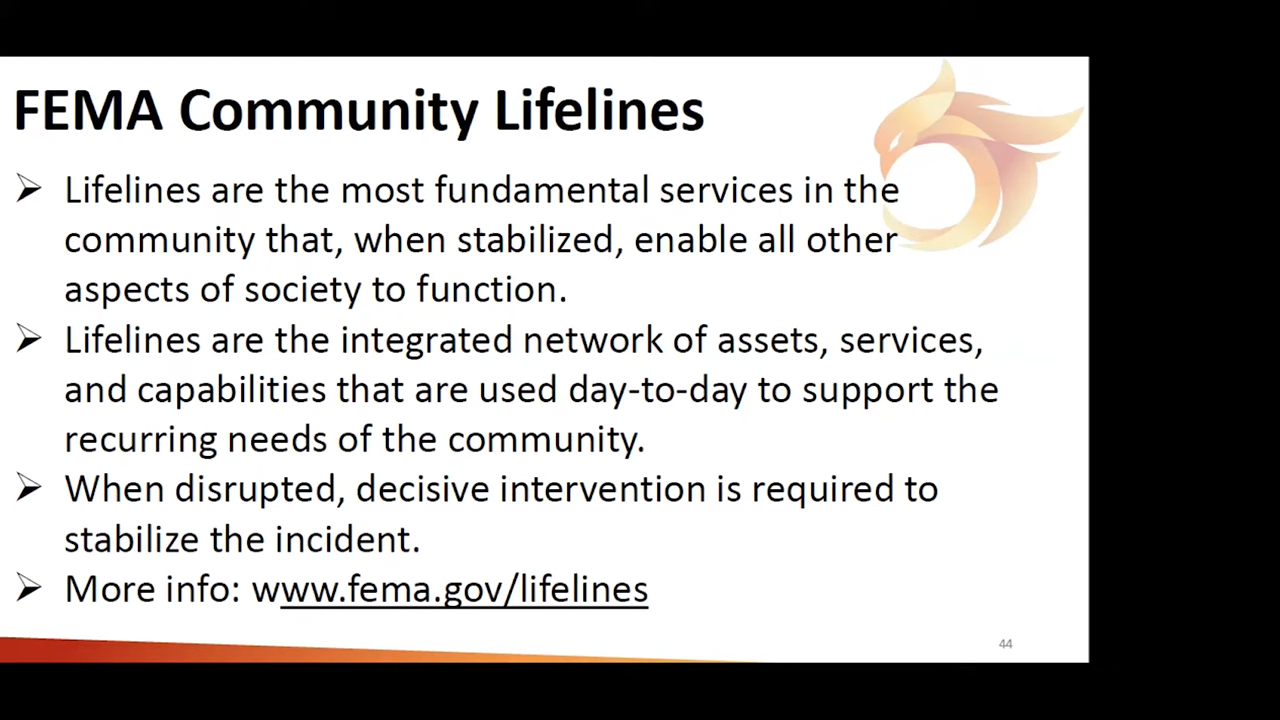 FEMA Community Lifelines
➢ Lifelines are the most fundamental services in the
community that, when stabilized, enable all other
aspects of society to function.
➢ Lifelines are the integrated network of assets, services,
and capabilities that are used day-to-day to support the
recurring needs of the community.
➢ When disrupted, decisive intervention is required to
stabilize the incident.
➢ More info: www.fema.gov/lifelines
44